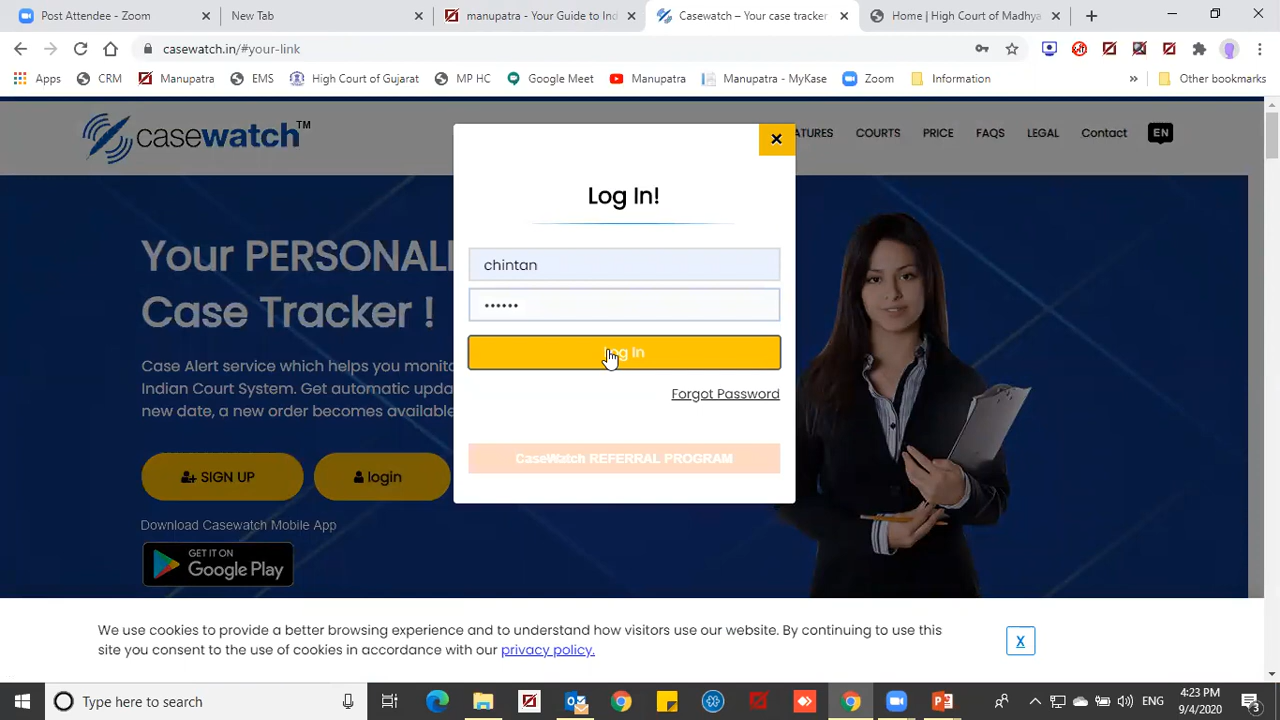 Post Attendee - Zoom
New Tab
manupatra - Your Guide to Ind
Casewatch – Your case tracker
Home | High Court of Madhya
casewatch.in/#your-link
Apps
CRM
Manupatra
EMS
High Court of Gujarat
MP HC
Google Meet
Manupatra
Manupatra - MyKase
Zoom
Information
Other bookmarks
casewatch™
ATURES
COURTS
PRICE
FAQS
LEGAL
Contact
EN
Log In!
chintan
Log In
Forgot Password
CaseWatch REFERRAL PROGRAM
Your PERSONALI
Case Tracker !
Case Alert service which helps you monito
Indian Court System. Get automatic upda
new date, a new order becomes available
SIGN UP
login
Download Casewatch Mobile App
GET IT ON
Google Play
We use cookies to provide a better browsing experience and to understand how visitors use our website. By continuing to use this
site you consent to the use of cookies in accordance with our privacy policy.
X
Type here to search
ENG
4:23 PM
9/4/2020
3